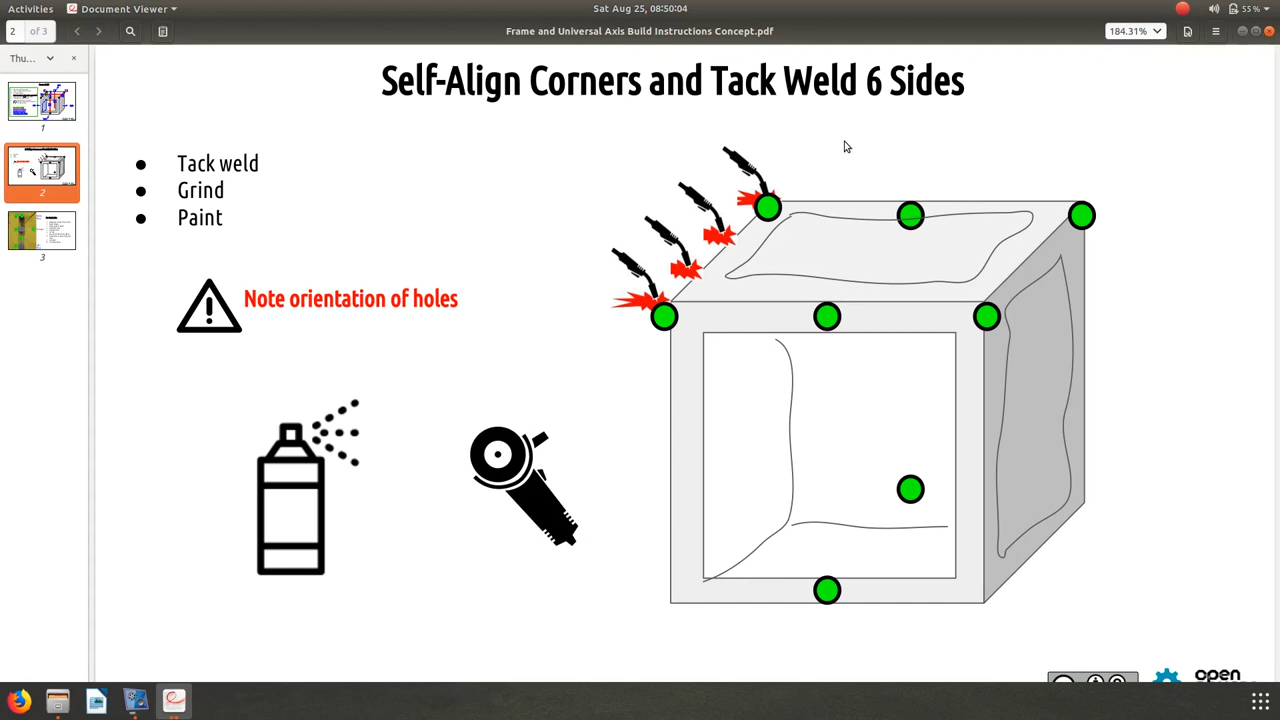 Activities
Document Viewer
Sat Aug 25, 08:50:04
55 %
2
of 3
Frame and Universal Axis Build Instructions Concept.pdf
184.31%
Thu…
1
2
3
Self-Align Corners and Tack Weld 6 Sides
● Tack weld
● Grind
● Paint
Note orientation of holes
open